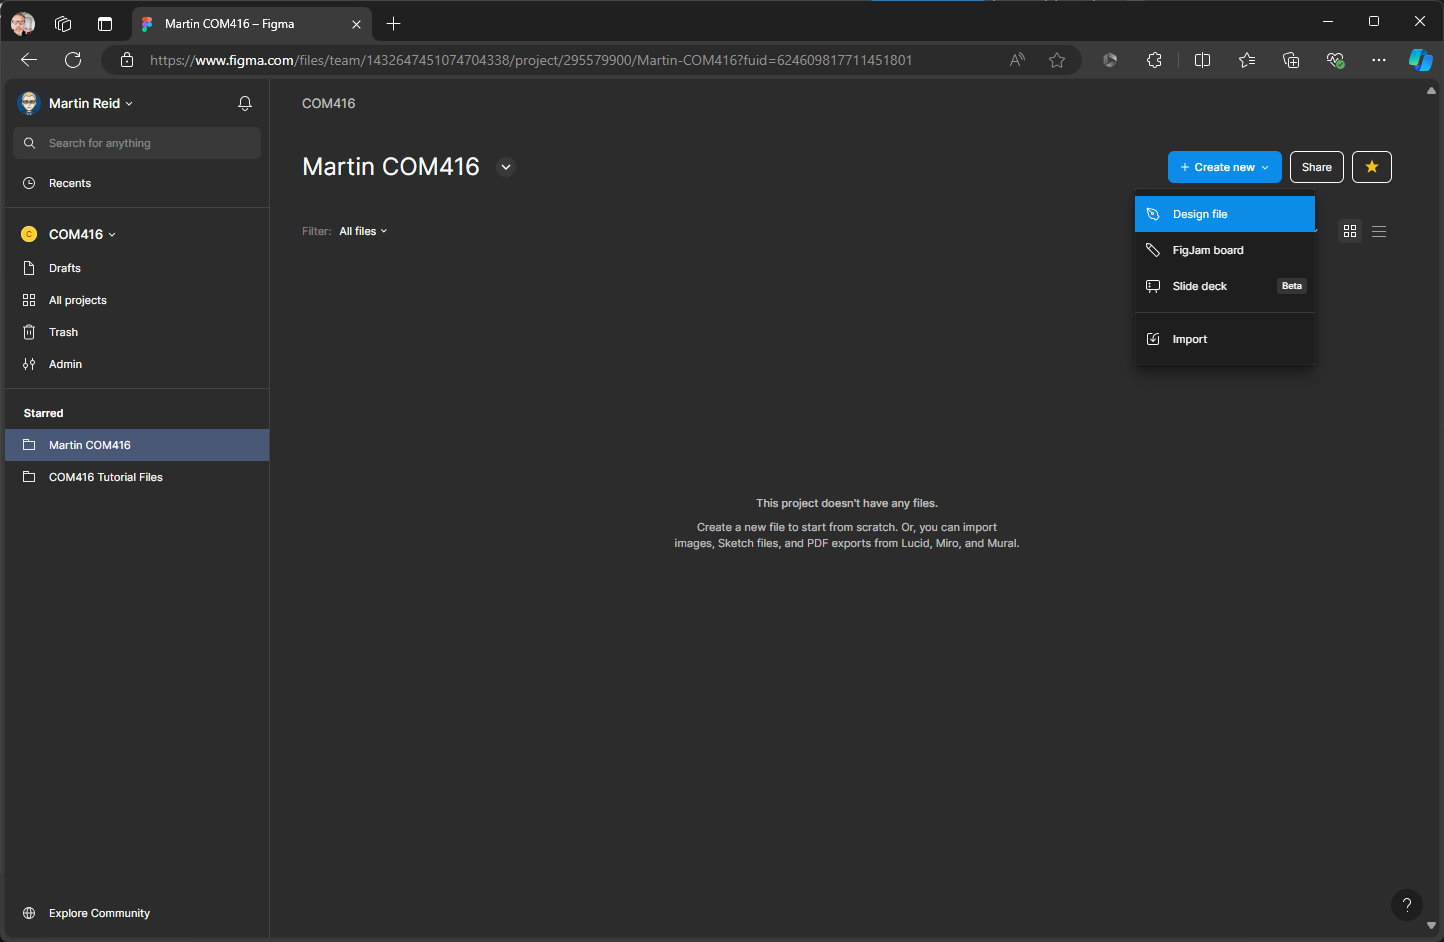 Martin COM416 – Figma
https://www.figma.com/files/team/1432647451074704338/project/295579900/Martin-COM416?fuid=624609817711451801
Martin Reid
COM416
Search for anything
Martin COM416
+ Create new
Share
Recents
Filter: All files
Design file
C COM416
FigJam board
Drafts
Slide deck Beta
All projects
Trash
Import
Admin
Starred
Martin COM416
COM416 Tutorial Files
This project doesn't have any files.
Create a new file to start from scratch. Or, you can import
images, Sketch files, and PDF exports from Lucid, Miro, and Mural.
Explore Community
?